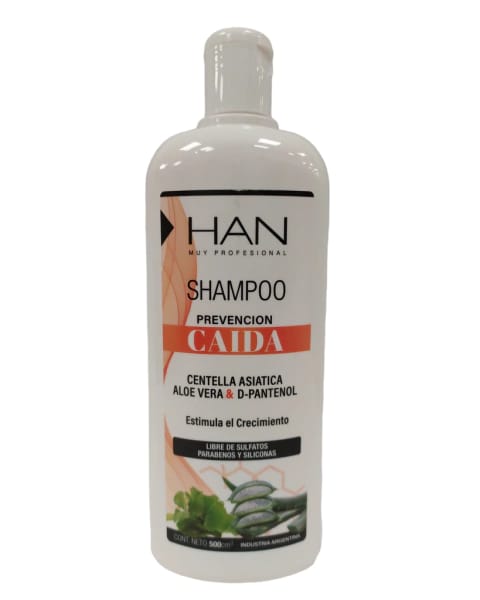 HAN
MUY PROFESIONAL
SHAMPOO
PREVENCION
CAIDA
CENTELLA ASIATICA
ALOE VERA & D-PANTENOL
Estimula el Crecimiento
LIBRE DE SULFATOS
PARABENOS Y SILICONAS
CONT. NETO 500cm³ INDUSTRIA ARGENTINA